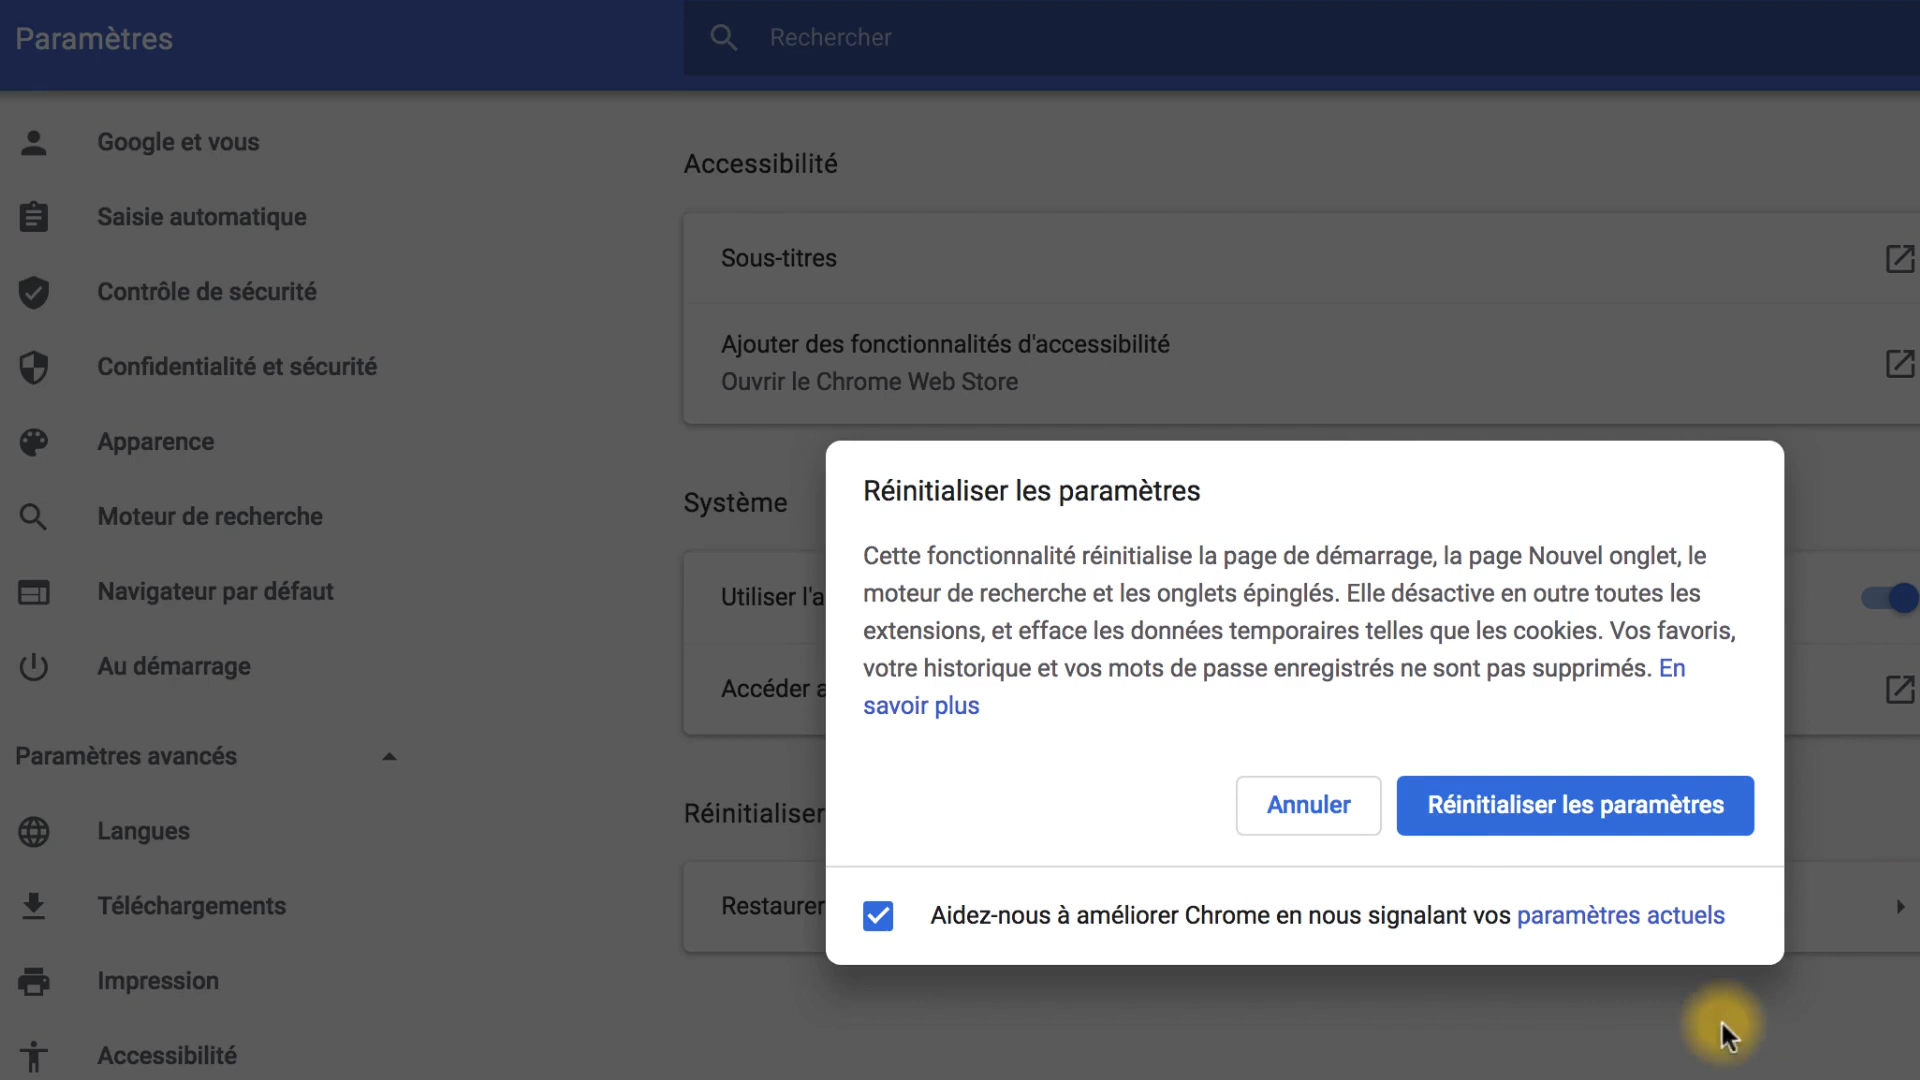 Paramètres
Rechercher
Google et vous
Saisie automatique
Contrôle de sécurité
Confidentialité et sécurité
Apparence
Moteur de recherche
Navigateur par défaut
Au démarrage
Paramètres avancés
Langues
Téléchargements
Impression
Accessibilité
Accessibilité
Sous-titres
Ajouter des fonctionnalités d'accessibilité
Ouvrir le Chrome Web Store
Système
Utiliser l'a
Accéder a
Réinitialiser
Restaurer
Réinitialiser les paramètres
Cette fonctionnalité réinitialise la page de démarrage, la page Nouvel onglet, le
moteur de recherche et les onglets épinglés. Elle désactive en outre toutes les
extensions, et efface les données temporaires telles que les cookies. Vos favoris,
votre historique et vos mots de passe enregistrés ne sont pas supprimés. En
savoir plus
Annuler
Réinitialiser les paramètres
Aidez-nous à améliorer Chrome en nous signalant vos paramètres actuels